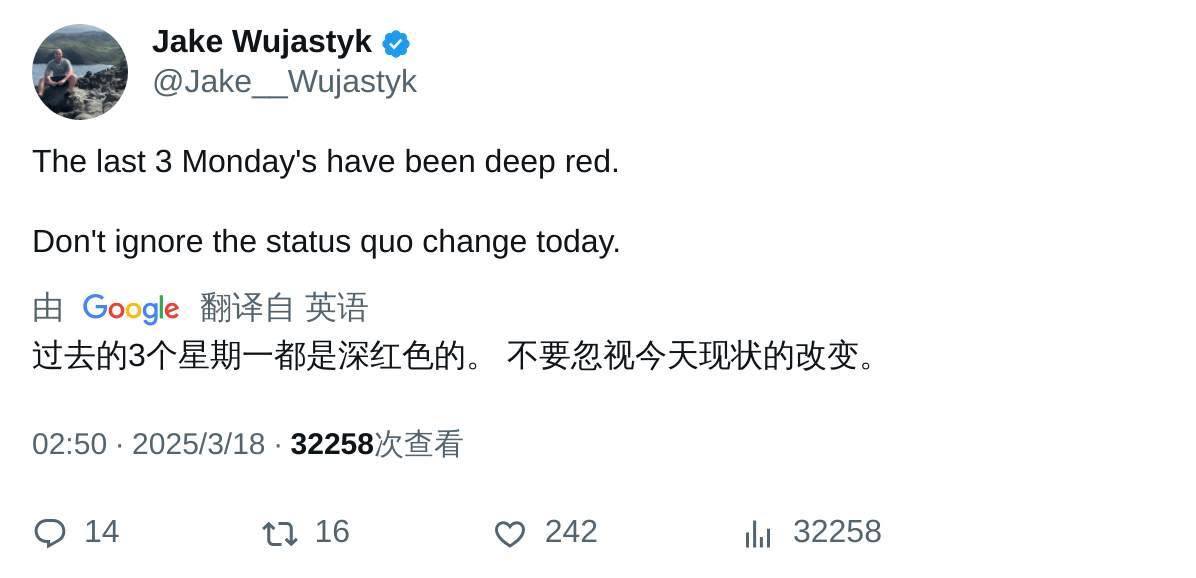 Jake Wujastyk
@Jake__Wujastyk
The last 3 Monday's have been deep red.
Don't ignore the status quo change today.
由 Google 翻译自 英语
过去的3个星期一都是深红色的。 不要忽视今天现状的改变。
02:50 · 2025/3/18 · 32258次查看
14 16 242 32258